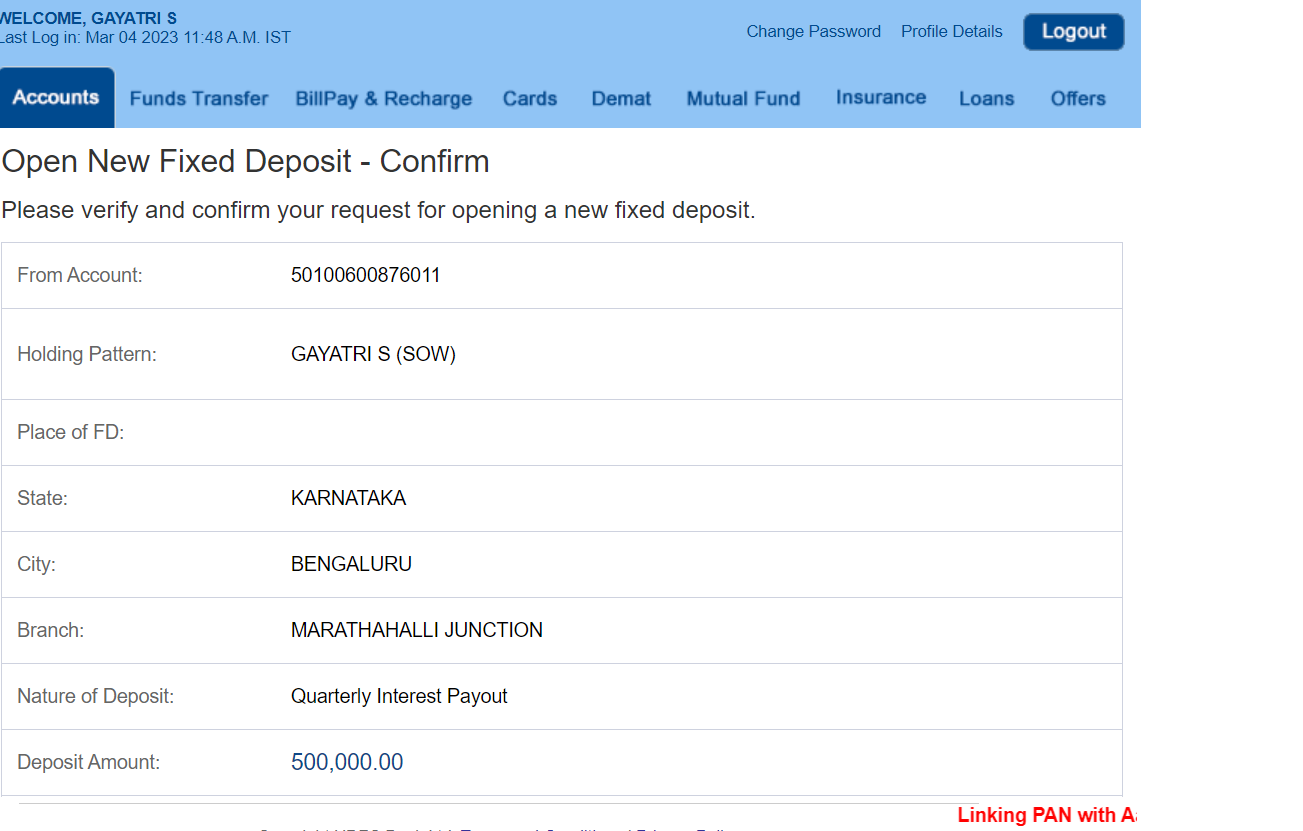 WELCOME, GAYATRI S
Last Log in: Mar 04 2023 11:48 A.M. IST
Change Password Profile Details Logout
Accounts Funds Transfer BillPay & Recharge Cards Demat Mutual Fund Insurance Loans Offers
Open New Fixed Deposit - Confirm
Please verify and confirm your request for opening a new fixed deposit.
From Account: 50100600876011
Holding Pattern: GAYATRI S (SOW)
Place of FD:
State: KARNATAKA
City: BENGALURU
Branch: MARATHAHALLI JUNCTION
Nature of Deposit: Quarterly Interest Payout
Deposit Amount: 500,000.00
Linking PAN with